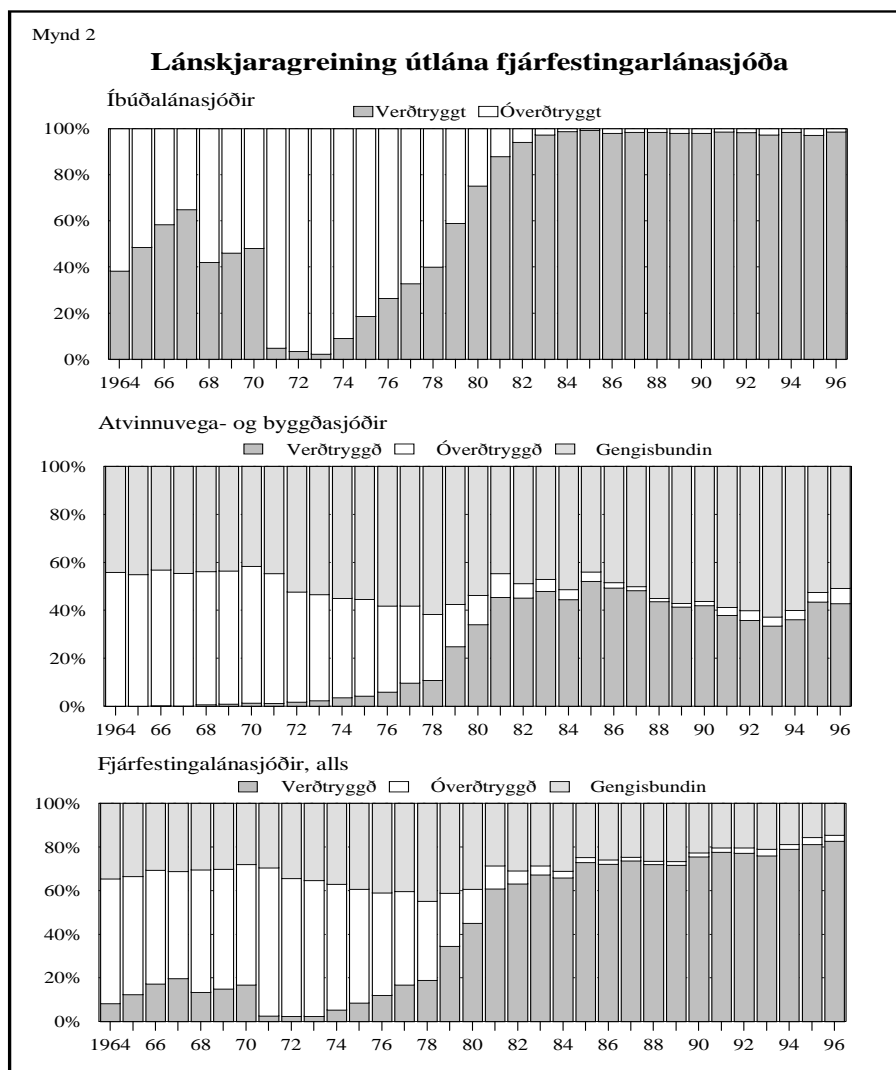 Mynd 2
Lánskjaragreining útlána fjárfestingarlánasjóða
Íbúðalánasjóðir
Verðtryggt Óverðtryggt
100%
80%
60%
40%
20%
0%
1964 66 68 70 72 74 76 78 80 82 84 86 88 90 92 94 96
Atvinnuvega- og byggðasjóðir
Verðtryggð Óverðtryggð Gengisbundin
100%
80%
60%
40%
20%
0%
1964 66 68 70 72 74 76 78 80 82 84 86 88 90 92 94 96
Fjárfestingalánasjóðir, alls
Verðtryggð Óverðtryggð Gengisbundin
100%
80%
60%
40%
20%
0%
1964 66 68 70 72 74 76 78 80 82 84 86 88 90 92 94 96